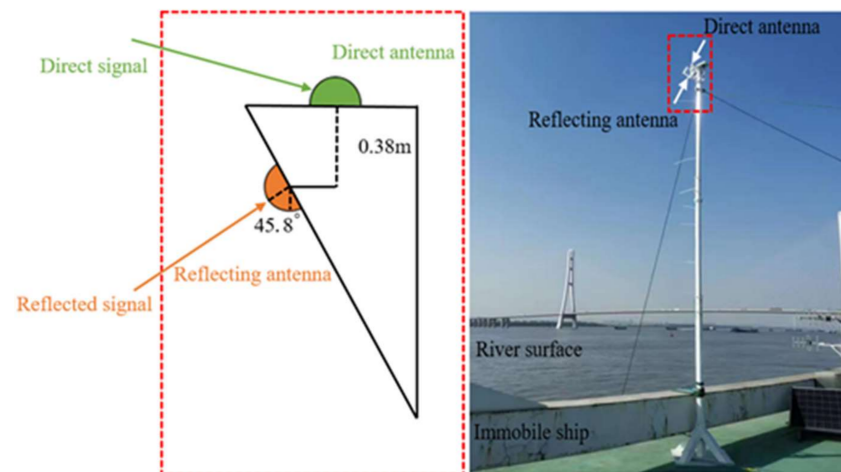 Direct antenna
Direct signal
0.38m
45.8°
Reflecting antenna
Reflected signal
Direct antenna
Reflecting antenna
River surface
Immobile ship